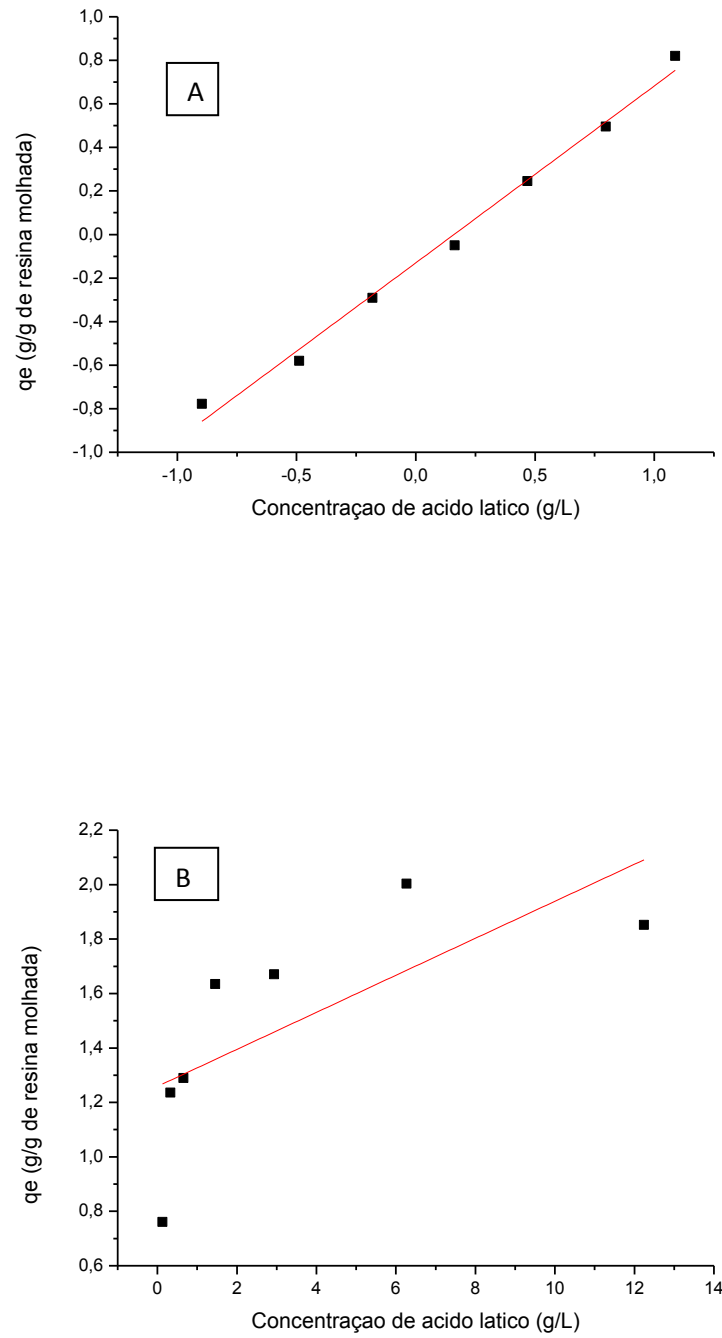 A
1,0
0,8
0,6
0,4
0,2
0,0
-0,2
-0,4
-0,6
-0,8
-1,0
qe (g/g de resina molhada)
-1,0 -0,5 0,0 0,5 1,0
Concentraçao de acido latico (g/L)
B
2,2
2,0
1,8
1,6
1,4
1,2
1,0
0,8
0,6
qe (g/g de resina molhada)
0 2 4 6 8 10 12 14
Concentraçao de acido latico (g/L)